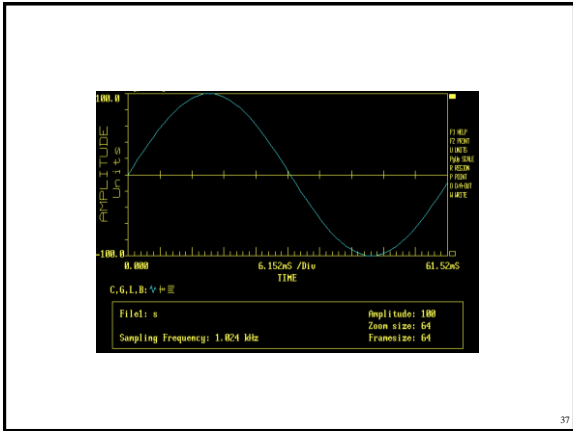 100.0
AMPLITUDE
Units
-100.0
0.000
6.152mS /Div
61.52mS
TIME
F1 HELP
F2 PRINT
U UNITS
PgUp SCALE
R REGION
P POINT
D D/A-OUT
W WRITE
C,G,L,B:
File1: s
Amplitude: 100
Zoom size: 64
Sampling Frequency: 1.024 kHz
Framesize: 64
37